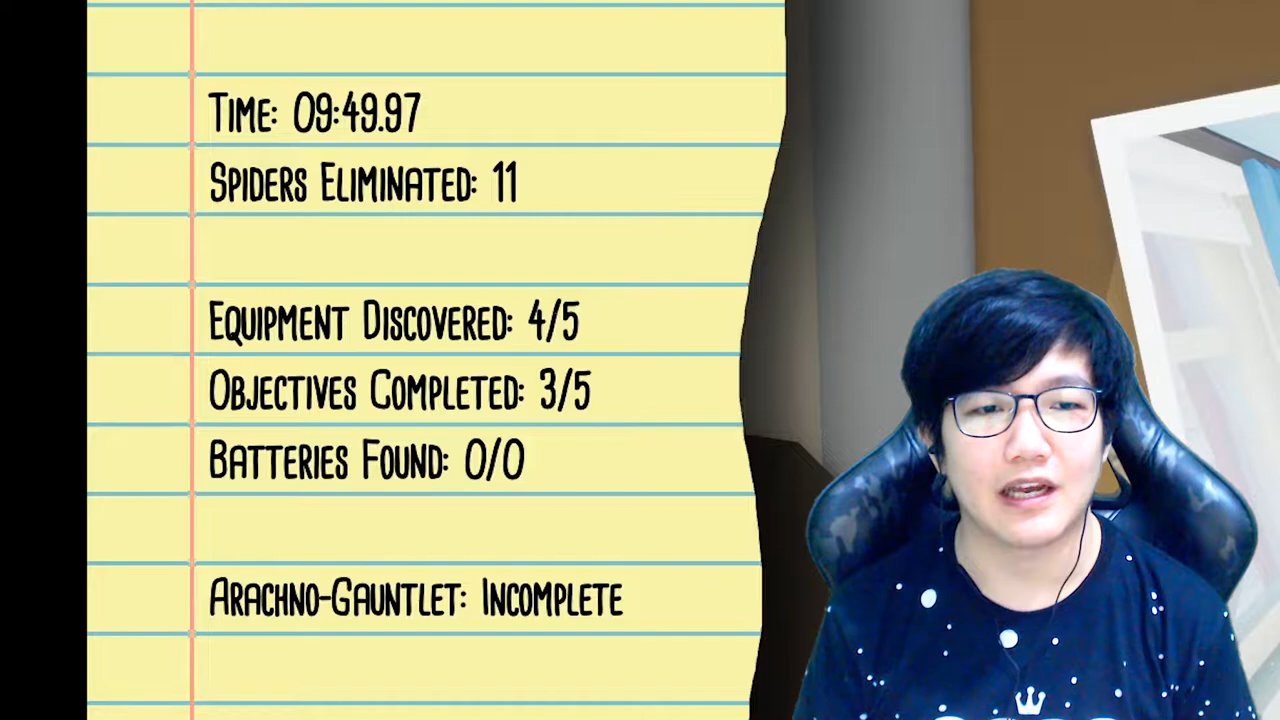 Time: 09:49.97
Spiders Eliminated: 11
Equipment Discovered: 4/5
Objectives Completed: 3/5
Batteries Found: 0/0
Arachno-Gauntlet: Incomplete